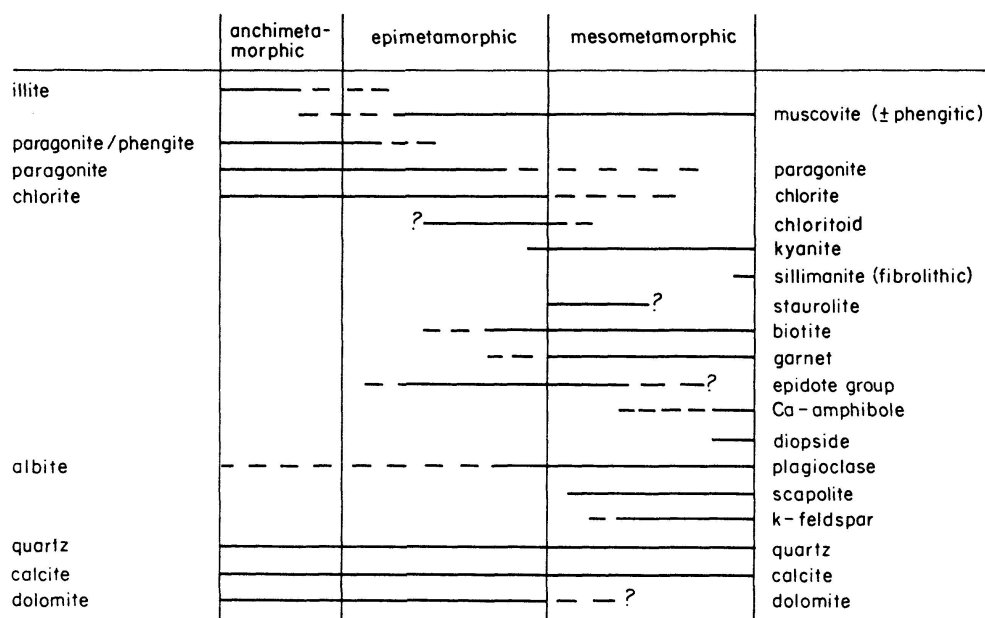 anchimeta-
morphic
epimetamorphic
mesometamorphic
illite
muscovite (± phengitic)
paragonite/phengite
paragonite
paragonite
chlorite
chlorite
?
chloritoid
kyanite
sillimanite (fibrolithic)
?
staurolite
biotite
garnet
?
epidote group
Ca-amphibole
diopside
albite
plagioclase
scapolite
k-feldspar
quartz
quartz
calcite
calcite
dolomite
?
dolomite